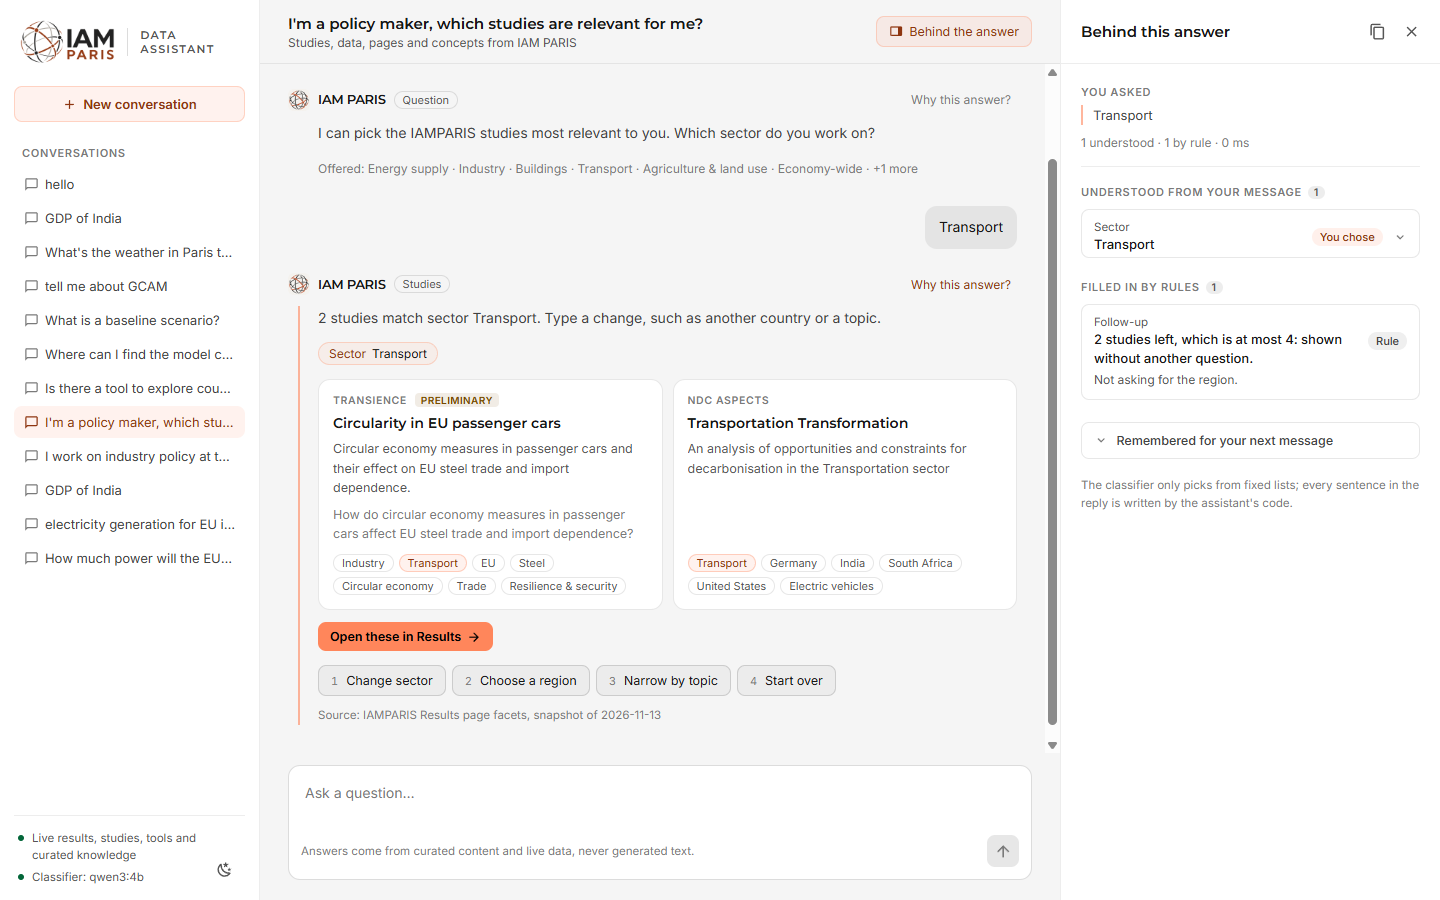 IAM
PARIS
DATA
ASSISTANT
New conversation
CONVERSATIONS
hello
GDP of India
What's the weather in Paris t...
tell me about GCAM
What is a baseline scenario?
Where can I find the model c...
Is there a tool to explore cou...
I'm a policy maker, which stu...
I work on industry policy at t...
GDP of India
electricity generation for EU i...
How much power will the EU...
Live results, studies, tools and
curated knowledge
Classifier: qwen3:4b
I'm a policy maker, which studies are relevant for me?
Studies, data, pages and concepts from IAM PARIS
Behind the answer
IAM PARIS Question
Why this answer?
I can pick the IAMPARIS studies most relevant to you. Which sector do you work on?
Offered: Energy supply · Industry · Buildings · Transport · Agriculture & land use · Economy-wide · +1 more
Transport
IAM PARIS Studies
Why this answer?
2 studies match sector Transport. Type a change, such as another country or a topic.
Sector Transport
TRANSIENCE PRELIMINARY
Circularity in EU passenger cars
Circular economy measures in passenger cars and
their effect on EU steel trade and import
dependence.
How do circular economy measures in passenger
cars affect EU steel trade and import dependence?
Industry Transport EU Steel
Circular economy Trade Resilience & security
NDC ASPECTS
Transportation Transformation
An analysis of opportunities and constraints for
decarbonisation in the Transportation sector
Transport Germany India South Africa
United States Electric vehicles
Open these in Results →
1 Change sector
2 Choose a region
3 Narrow by topic
4 Start over
Source: IAMPARIS Results page facets, snapshot of 2026-11-13
Ask a question...
Answers come from curated content and live data, never generated text.
Behind this answer
YOU ASKED
Transport
1 understood · 1 by rule · 0 ms
UNDERSTOOD FROM YOUR MESSAGE 1
Sector
Transport
You chose
FILLED IN BY RULES 1
Follow-up
2 studies left, which is at most 4: shown
without another question.
Rule
Not asking for the region.
Remembered for your next message
The classifier only picks from fixed lists; every sentence in the
reply is written by the assistant's code.